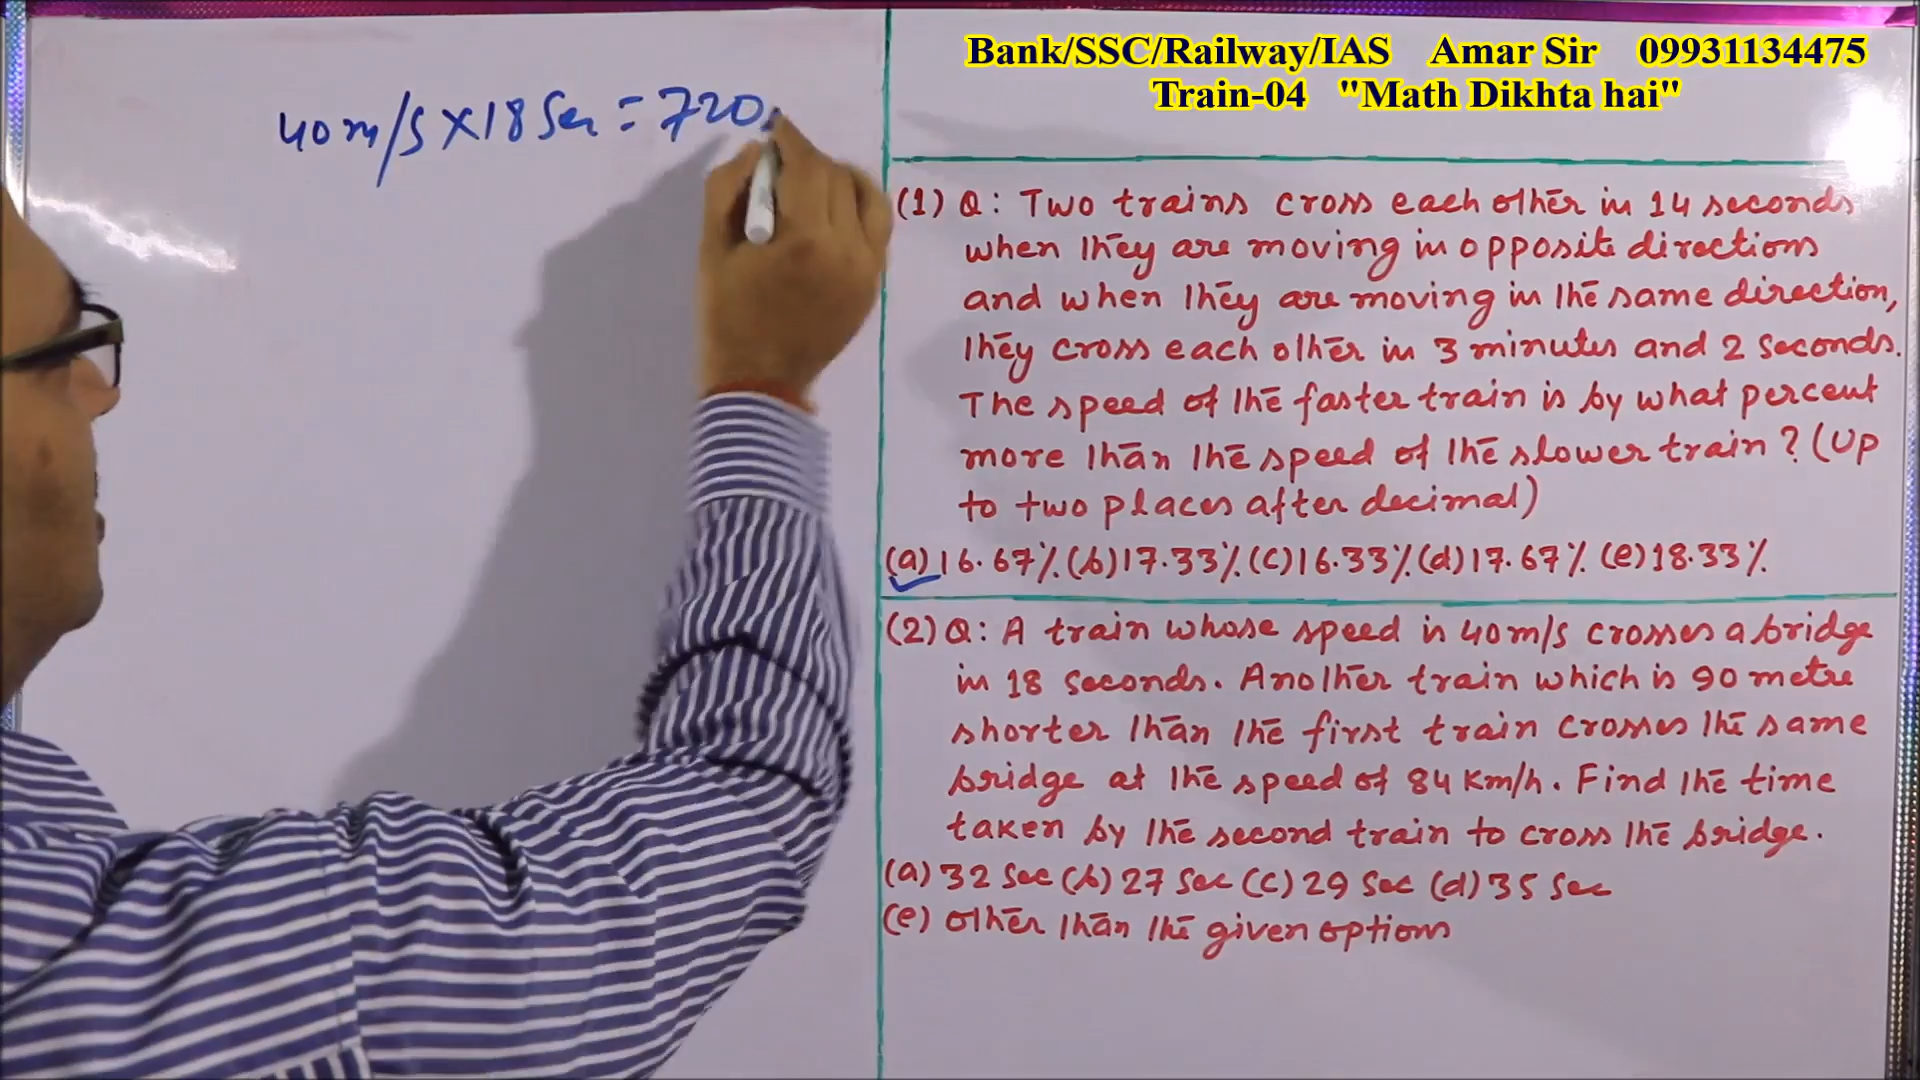 Bank/SSC/Railway/IAS Amar Sir 09931134475
Train-04 "Math Dikhta hai"
40m/s×18 Sec = 720
(1) Q: Two trains cross each other in 14 seconds
when they are moving in opposite directions
and when they are moving in the same direction,
they cross each other in 3 minutes and 2 seconds.
The speed of the faster train is by what percent
more than the speed of the slower train? (Up
to two places after decimal)
(a) 16.67% (b) 17.33% (c) 16.33% (d) 17.67% (e) 18.33%
(2) Q: A train whose speed is 40m/s crosses a bridge
in 18 seconds. Another train which is 90 metre
shorter than the first train crosses the same
bridge at the speed of 84 Km/h. Find the time
taken by the second train to cross the bridge.
(a) 32 Sec (b) 27 Sec (c) 29 Sec (d) 35 Sec
(e) other than the given options